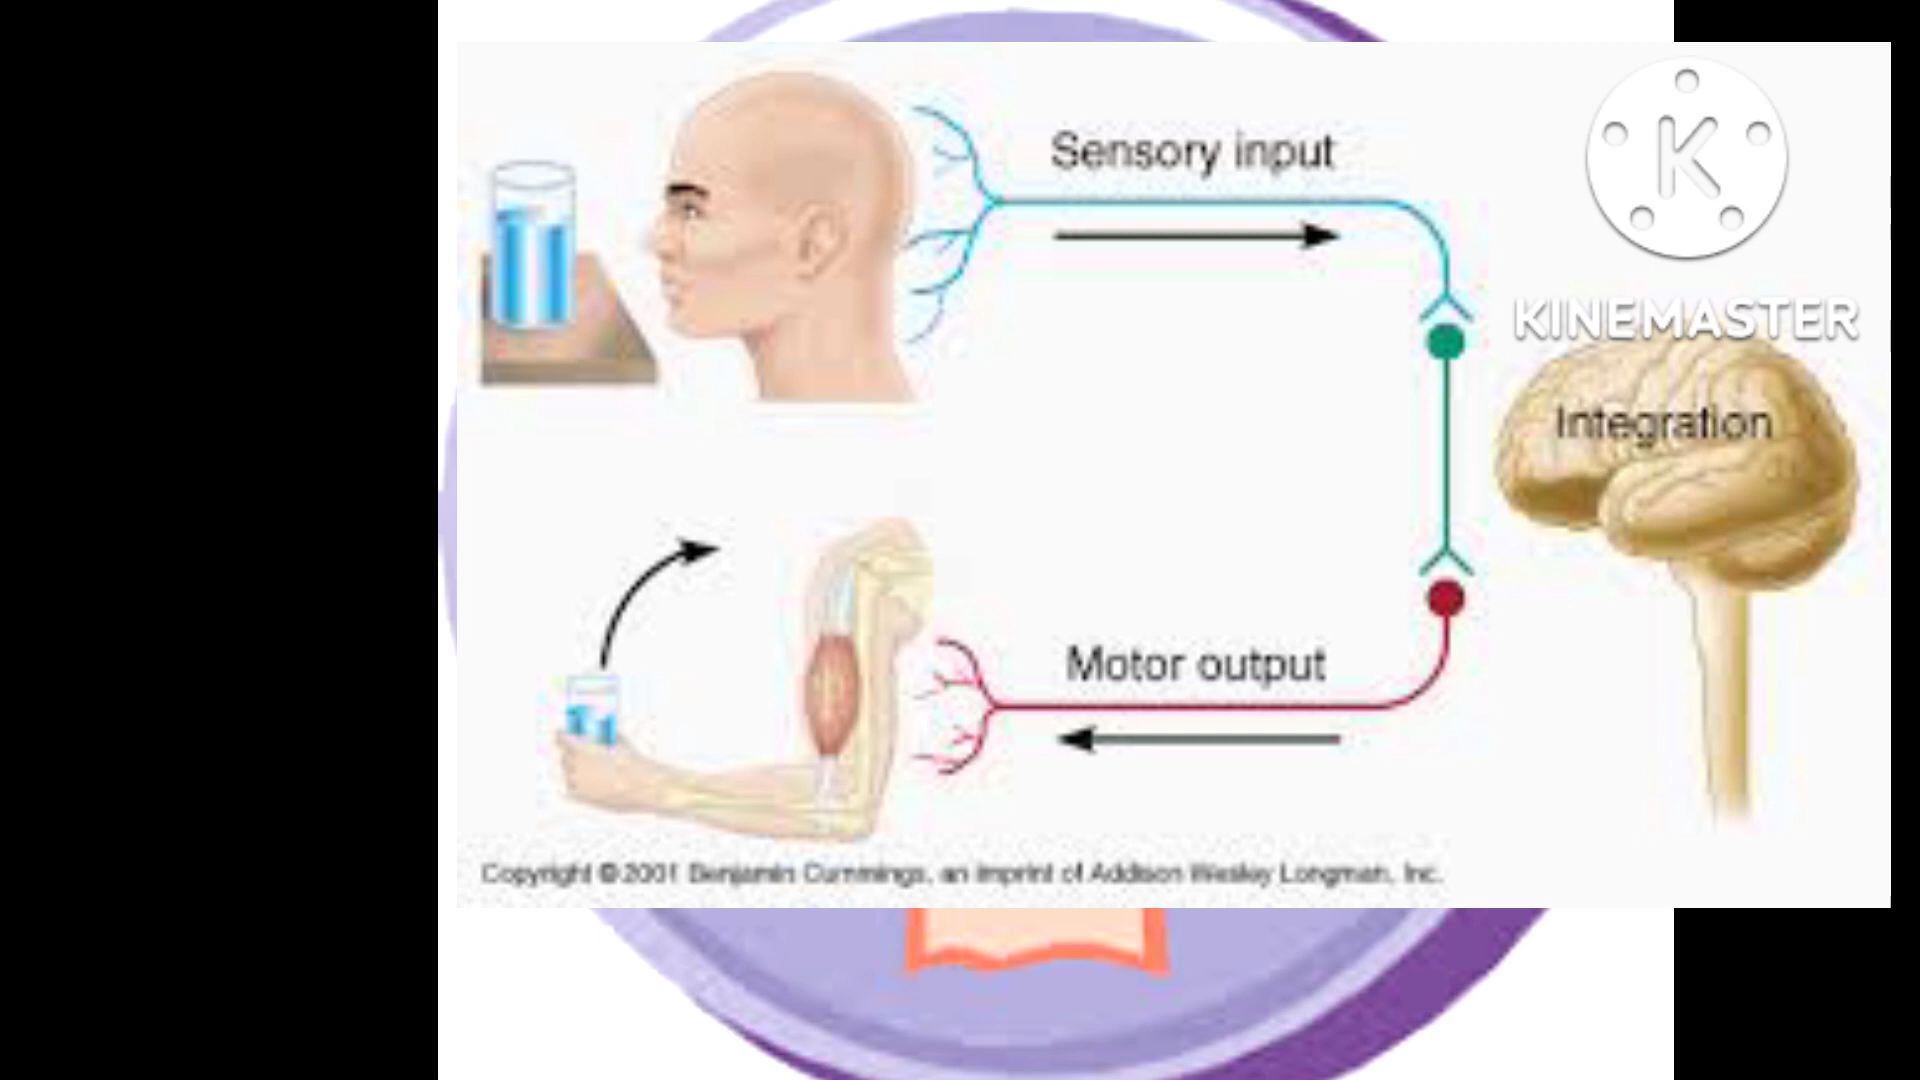 Sensory input
K
KINEMASTER
Integration
Motor output
Copyright © 2001 Benjamin Cummings, an imprint of Addison Wesley Longman, Inc.